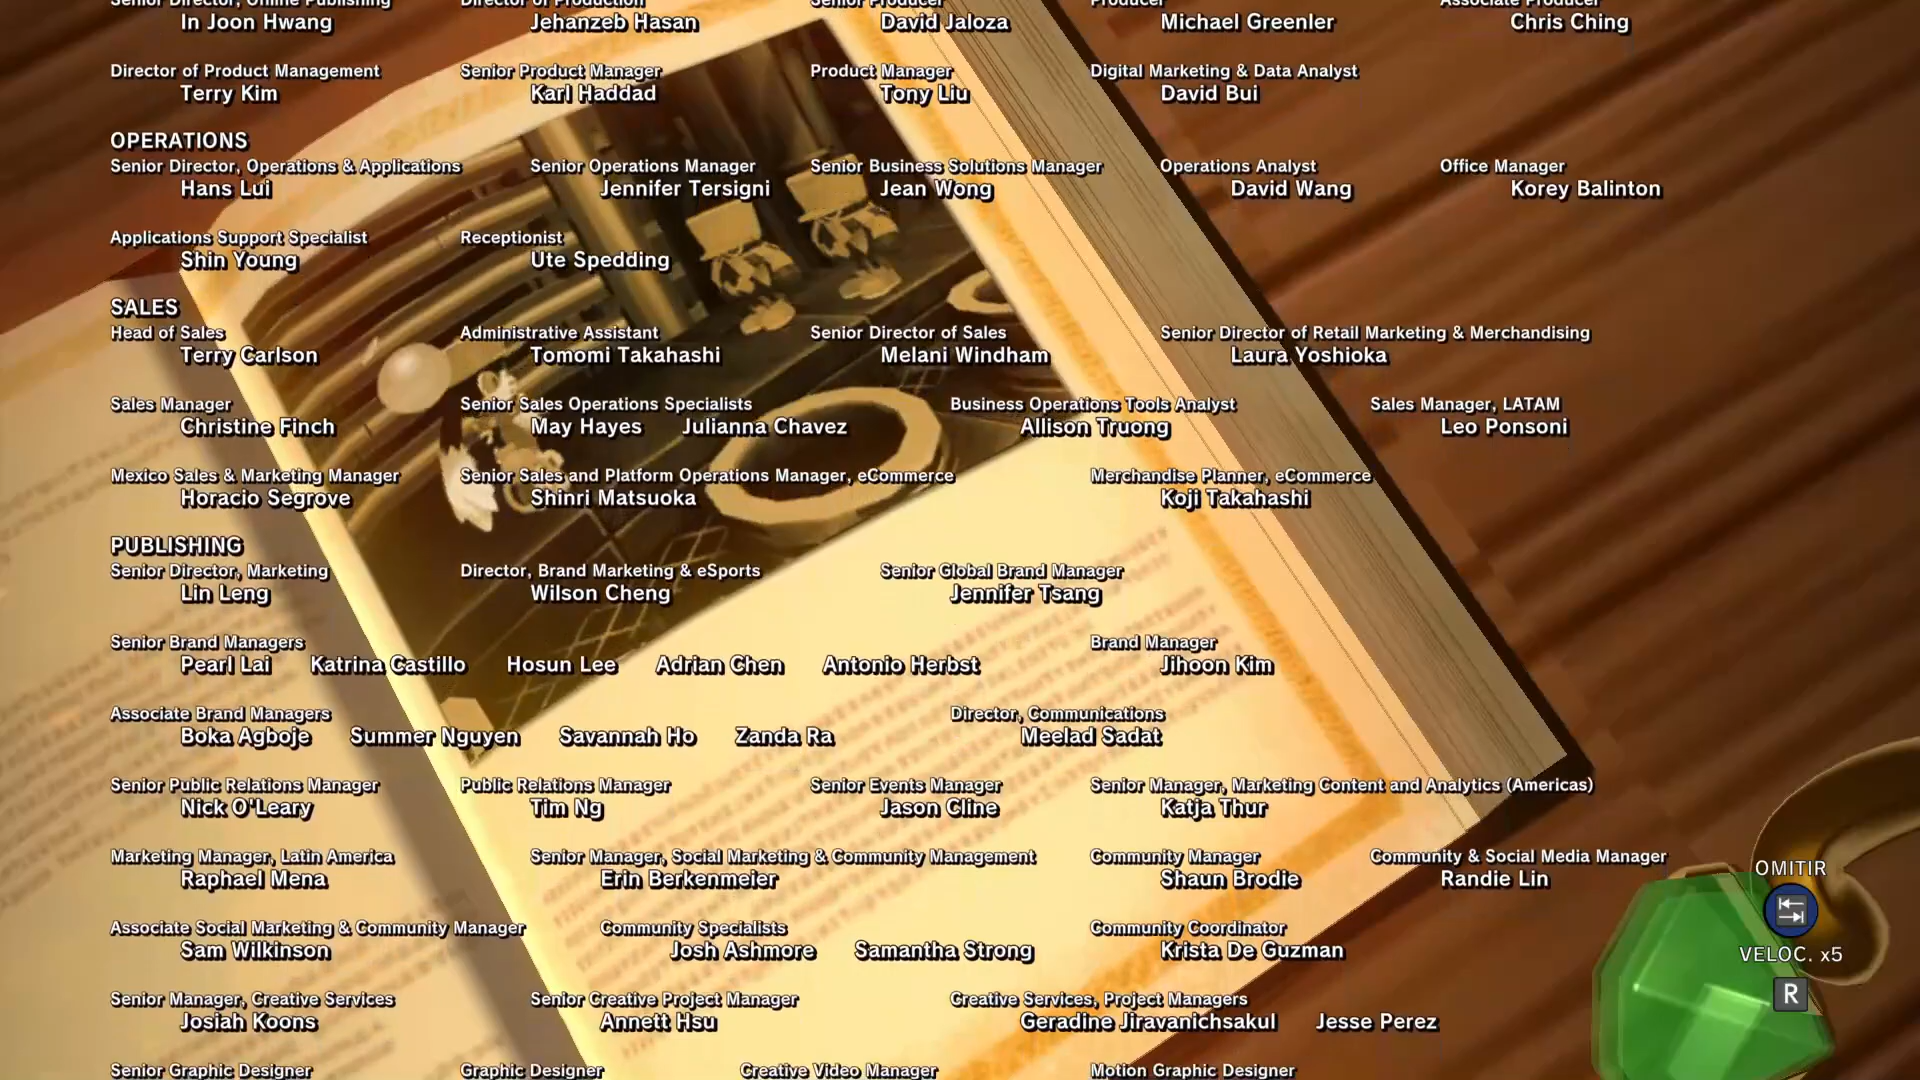 Senior Director, Online Publishing Director of Production Senior Producer Producer Associate Producer
In Joon Hwang Jehanzeb Hasan David Jaloza Michael Greenler Chris Ching
Director of Product Management Senior Product Manager Product Manager Digital Marketing & Data Analyst
Terry Kim Karl Haddad Tony Liu David Bui
OPERATIONS
Senior Director, Operations & Applications Senior Operations Manager Senior Business Solutions Manager Operations Analyst Office Manager
Hans Lui Jennifer Tersigni Jean Wong David Wang Korey Balinton
Applications Support Specialist Receptionist
Shin Young Ute Spedding
SALES
Head of Sales Administrative Assistant Senior Director of Sales Senior Director of Retail Marketing & Merchandising
Terry Carlson Tomomi Takahashi Melani Windham Laura Yoshioka
Sales Manager Senior Sales Operations Specialists Business Operations Tools Analyst Sales Manager, LATAM
Christine Finch May Hayes Julianna Chavez Allison Truong Leo Ponsoni
Mexico Sales & Marketing Manager Senior Sales and Platform Operations Manager, eCommerce Merchandise Planner, eCommerce
Horacio Segrove Shinri Matsuoka Koji Takahashi
PUBLISHING
Senior Director, Marketing Director, Brand Marketing & eSports Senior Global Brand Manager
Lin Leng Wilson Cheng Jennifer Tsang
Senior Brand Managers Brand Manager
Pearl Lai Katrina Castillo Hosun Lee Adrian Chen Antonio Herbst Jihoon Kim
Associate Brand Managers Director, Communications
Boka Agboje Summer Nguyen Savannah Ho Zanda Ra Meelad Sadat
Senior Public Relations Manager Public Relations Manager Senior Events Manager Senior Manager, Marketing Content and Analytics (Americas)
Nick O'Leary Tim Ng Jason Cline Katja Thur
Marketing Manager, Latin America Senior Manager, Social Marketing & Community Management Community Manager Community & Social Media Manager
Raphael Mena Erin Berkenmeier Shaun Brodie Randie Lin
OMITIR
Associate Social Marketing & Community Manager Community Specialists Community Coordinator
Sam Wilkinson Josh Ashmore Samantha Strong Krista De Guzman
VELOC. x5
R
Senior Manager, Creative Services Senior Creative Project Manager Creative Services, Project Managers
Josiah Koons Annett Hsu Geradine Jiravanichsakul Jesse Perez
Senior Graphic Designer Graphic Designer Creative Video Manager Motion Graphic Designer